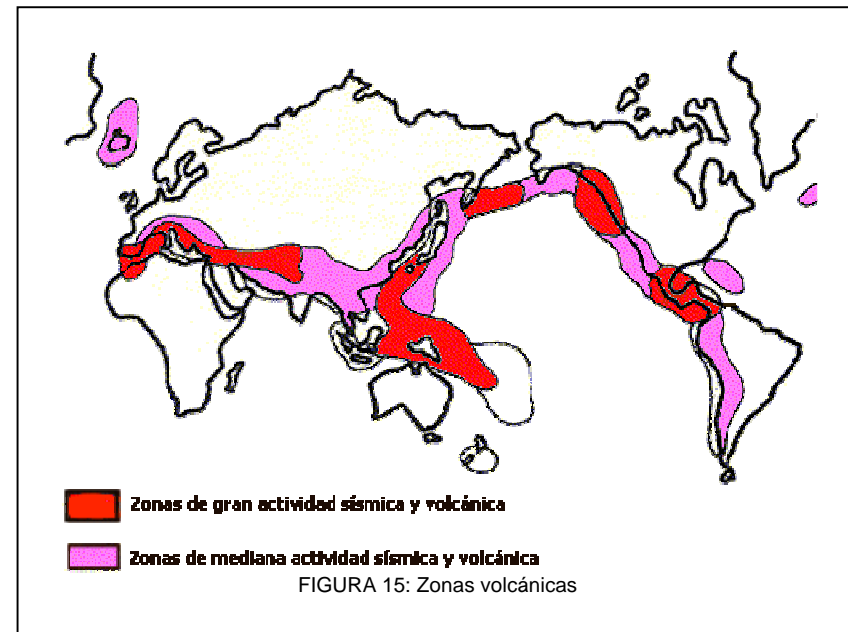 Zonas de gran actividad sísmica y volcánica
Zonas de mediana actividad sísmica y volcánica
FIGURA 15: Zonas volcánicas